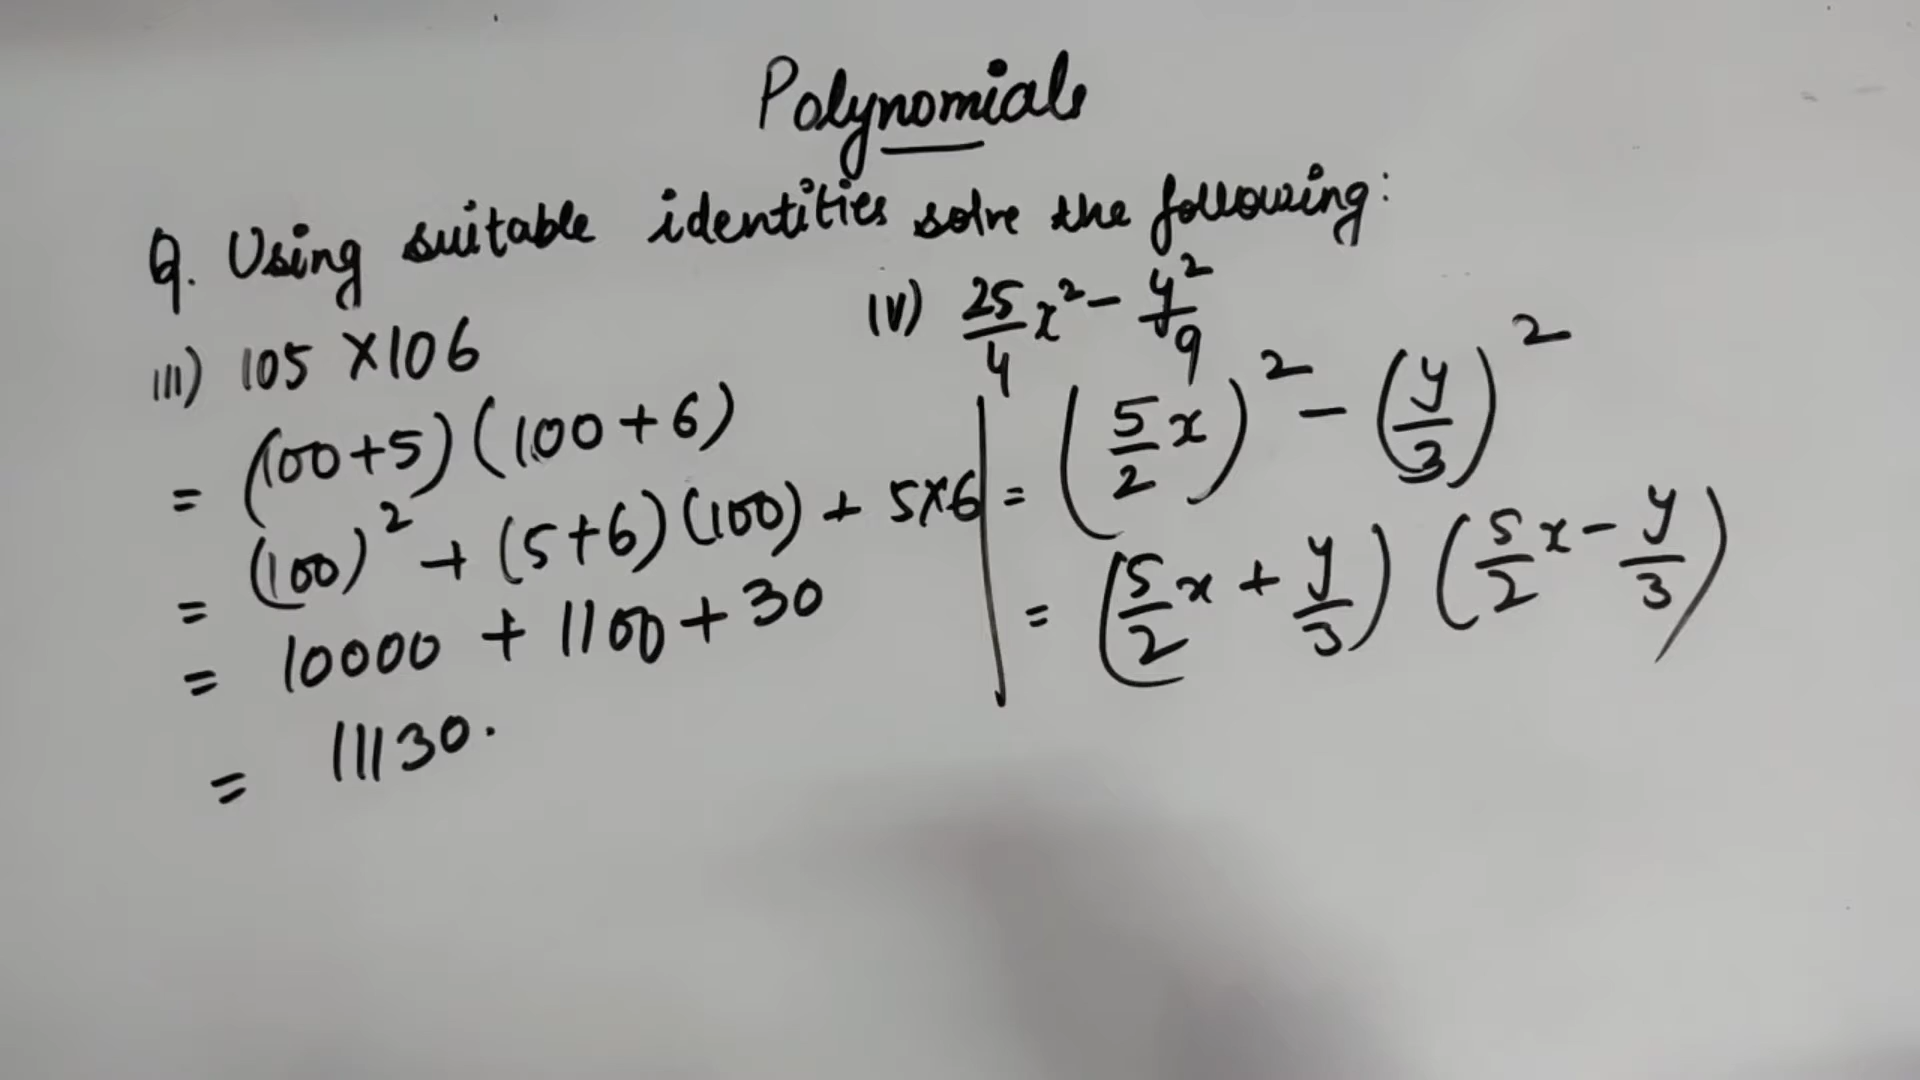 Polynomials
Q. Using suitable identities solve the following:
III) 105 × 106
= (100+5) (100+6)
= (100)² + (5+6) (100) + 5×6
= 10000 + 1100 + 30
= 11130.
IV) 25/4 x² - y²/9
= (5/2 x)² - (y/3)²
= (5/2 x + y/3) (5/2 x - y/3)